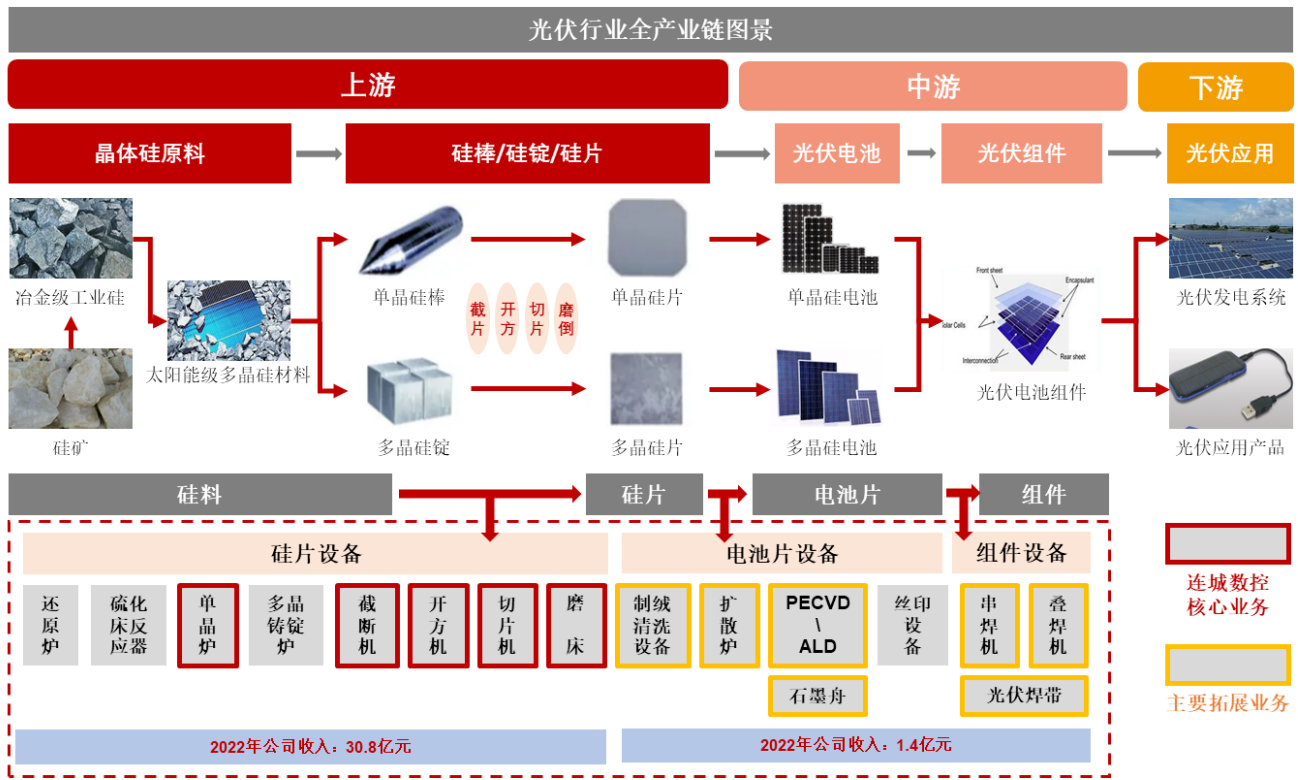 光伏行业全产业链图景
上游
中游
下游
晶体硅原料
硅棒/硅锭/硅片
光伏电池
光伏组件
光伏应用
冶金级工业硅
硅矿
太阳能级多晶硅材料
单晶硅棒
多晶硅锭
截片
开方
切片
磨倒
单晶硅片
多晶硅片
单晶硅电池
多晶硅电池
Front sheet
Encapsulant
olar Cells
Interconnection
Rear sheet
光伏电池组件
光伏发电系统
光伏应用产品
硅料
硅片
电池片
组件
硅片设备
电池片设备
组件设备
还原炉
硫化
床反
应器
单晶炉
多晶
铸锭
炉
截断机
开方机
切片机
磨床
制绒
清洗
设备
扩散炉
PECVD
\
ALD
丝印
设备
串焊机
叠焊机
石墨舟
光伏焊带
2022年公司收入：30.8亿元
2022年公司收入：1.4亿元
连城数控
核心业务
主要拓展业务